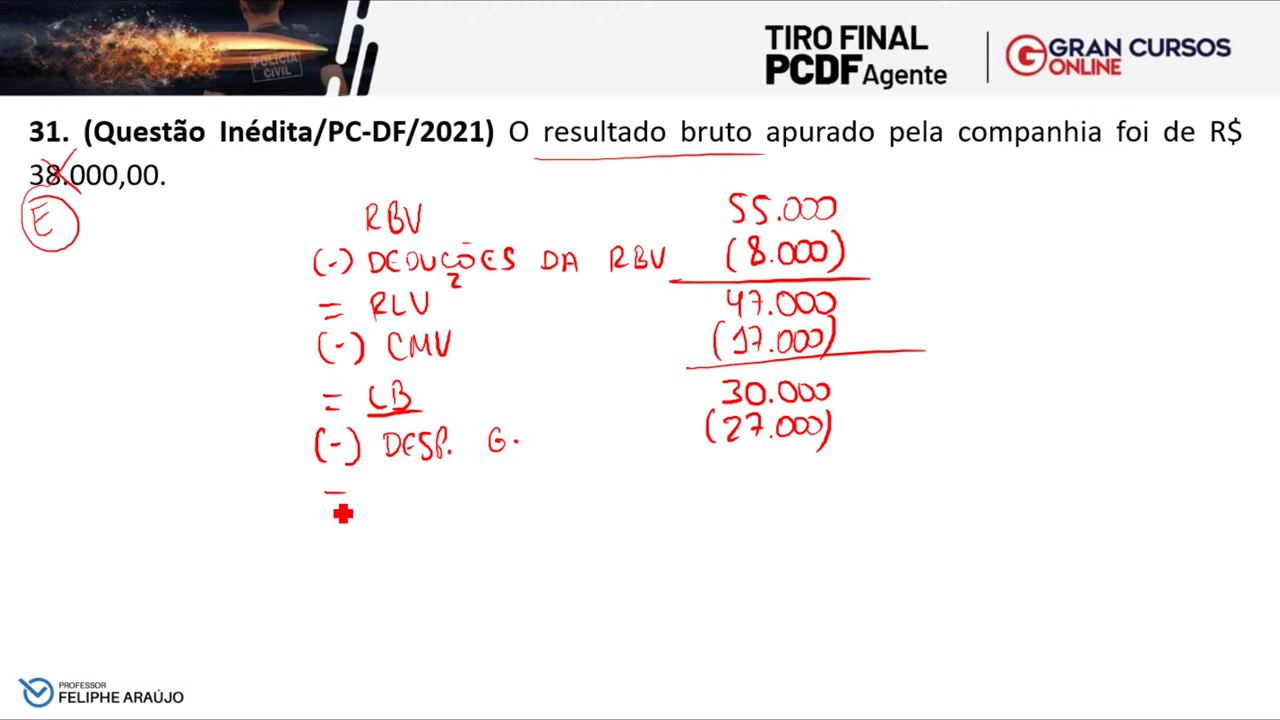 POLÍCIA
CIVIL
TIRO FINAL
PCDF Agente
GRAN CURSOS
ONLINE
31. (Questão Inédita/PC-DF/2021) O resultado bruto apurado pela companhia foi de R$
38.000,00.
E
RBV 55.000
(-) DEDUÇÕES DA RBV (8.000)
= RLV 47.000
(-) CMV (17.000)
= LB 30.000
(-) DESP. G. (27.000)
=
PROFESSOR
FELIPHE ARAÚJO